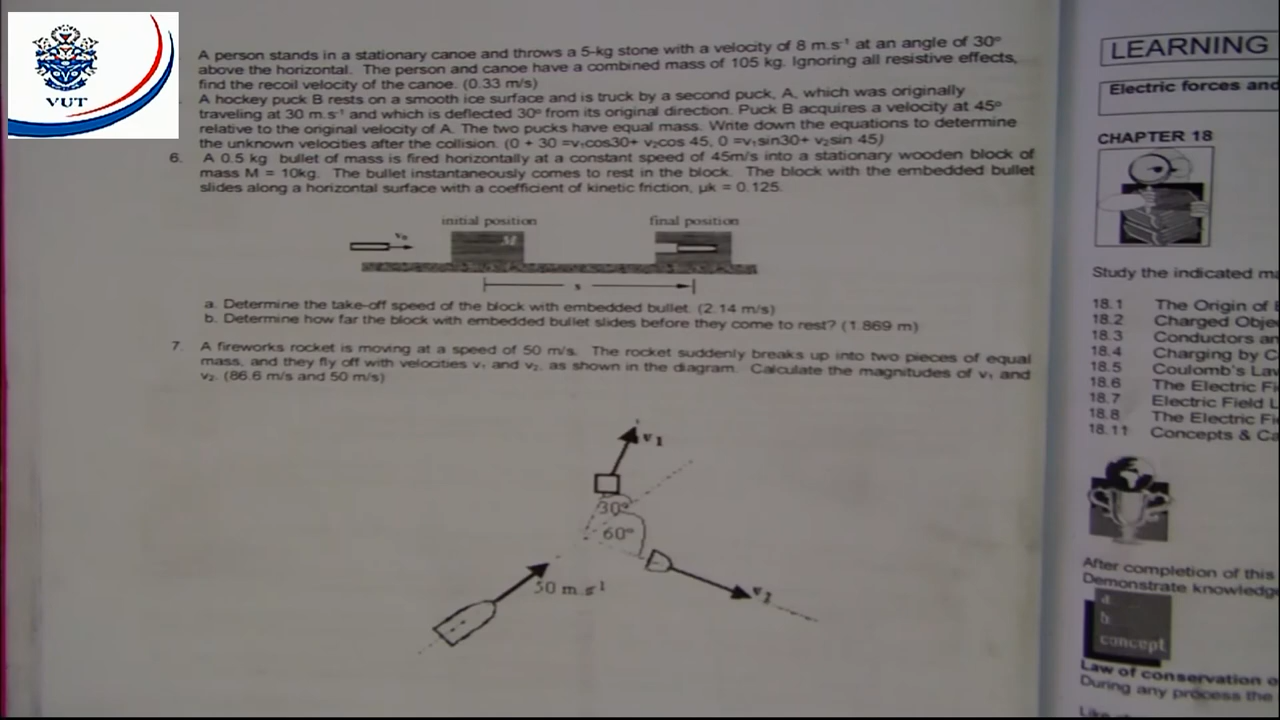 VUT
A person stands in a stationary canoe and throws a 5-kg stone with a velocity of 8 m.s⁻¹ at an angle of 30°
above the horizontal. The person and canoe have a combined mass of 105 kg. Ignoring all resistive effects,
find the recoil velocity of the canoe. (0.33 m/s)
A hockey puck B rests on a smooth ice surface and is truck by a second puck, A, which was originally
traveling at 30 m.s⁻¹ and which is deflected 30° from its original direction. Puck B acquires a velocity at 45°
relative to the original velocity of A. The two pucks have equal mass. Write down the equations to determine
the unknown velocities after the collision. (0 + 30 =v₁cos30+ v₂cos 45, 0 =v₁sin30+ v₂sin 45)
6. A 0.5 kg bullet of mass is fired horizontally at a constant speed of 45m/s into a stationary wooden block of
mass M = 10kg. The bullet instantaneously comes to rest in the block. The block with the embedded bullet
slides along a horizontal surface with a coefficient of kinetic friction, μk = 0.125.
initial position final position
v₀ M
s
a. Determine the take-off speed of the block with embedded bullet. (2.14 m/s)
b. Determine how far the block with embedded bullet slides before they come to rest? (1.869 m)
7. A fireworks rocket is moving at a speed of 50 m/s. The rocket suddenly breaks up into two pieces of equal
mass, and they fly off with velocities v₁ and v₂, as shown in the diagram. Calculate the magnitudes of v₁ and
v₂. (86.6 m/s and 50 m/s)
v₁
30°
60°
50 m.s⁻¹
v₂
LEARNING
Electric forces and
CHAPTER 18
Study the indicated
18.1 The Origin of
18.2 Charged
18.3 Conductors
18.4 Charging by
18.5 Coulomb's
18.6 The Electric
18.7 Electric Field
18.8 The Electric
18.11 Concepts &
After completion of this
Demonstrate
a.
b.
concept
Law of conservation
During any process the